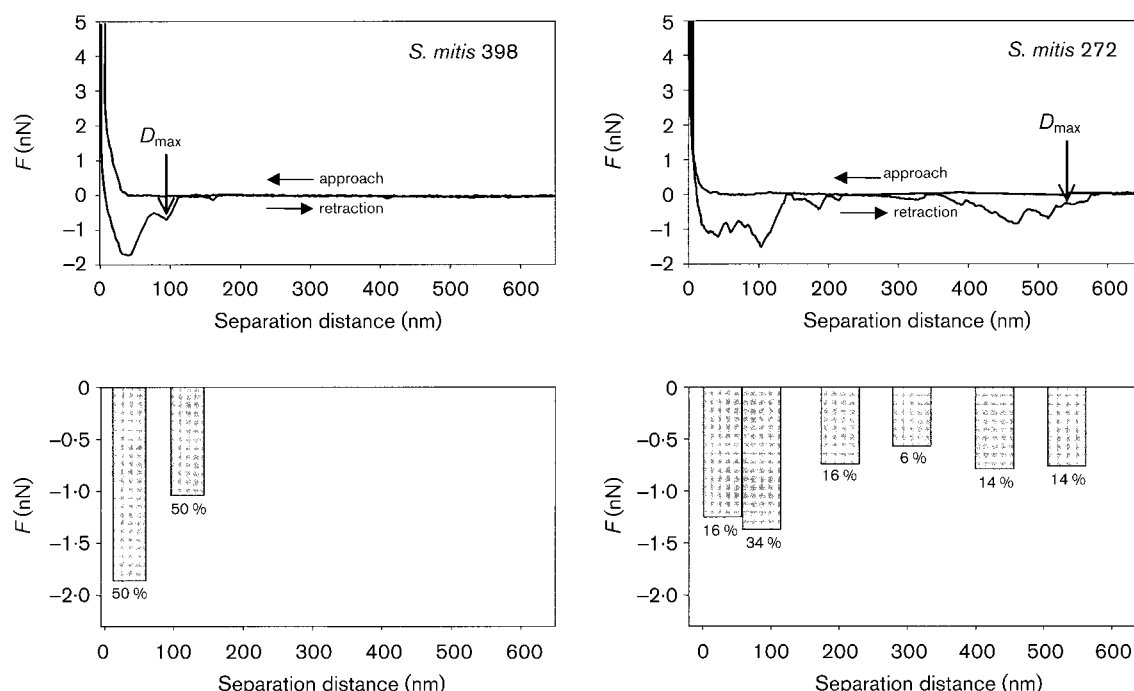 S. mitis 398
F (nN)
5
4
3
2
1
0
−1
−2
D max
approach
retraction
0 100 200 300 400 500 600
Separation distance (nm)
S. mitis 272
F (nN)
5
4
3
2
1
0
−1
−2
D max
approach
retraction
0 100 200 300 400 500 600
Separation distance (nm)
F (nN)
0
−0·5
−1·0
−1·5
−2·0
50 %
50 %
0 100 200 300 400 500 600
Separation distance (nm)
F (nN)
0
−0·5
−1·0
−1·5
−2·0
16 %
34 %
16 %
6 %
14 %
14 %
0 100 200 300 400 500 600
Separation distance (nm)